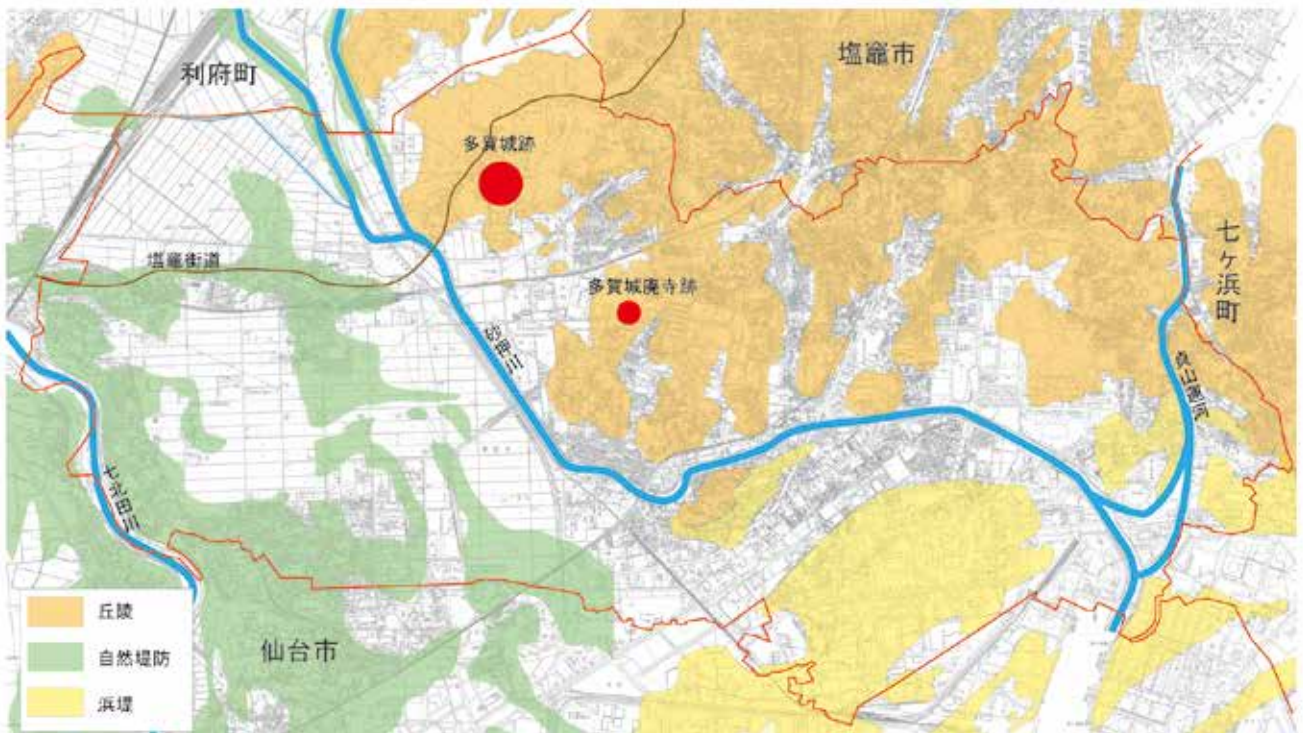 利府町
塩竈市
多賀城跡
七ヶ浜町
塩竈街道
多賀城廃寺跡
砂押川
貞山運河
七北田川
仙台市
丘陵
自然堤防
浜堤